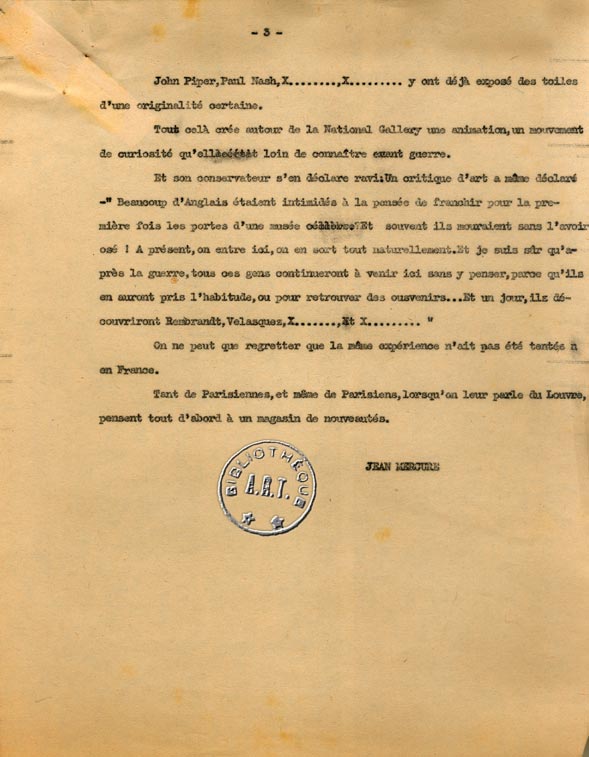 - 3 -
John Piper,Paul Nash,X........,X......... y ont déjà exposé des toiles
d'une originalité certaine.
Tout celà crée autour de la National Gallery une animation,un mouvement
de curiosité qu'elle était loin de connaître exant guerre.
Et son conservateur s'en déclare ravi:Un critique d'art a même déclaré
-" Beaucoup d'Anglais étaient intimidés à la pensée de franchir pour la pre-
mière fois les portes d'une musée célèbre?Et souvent ils mouraient sans l'avoir
osé ! A présent,on entre ici,on en sort tout naturellement.Et je suis sûr qu'a-
près la guerre,tous ces gens continueront à venir ici sans y penser,parce qu'ils
en auront pris l'habitude,ou pour retrouver des ousvenirs...Et un jour,ils dé-
couvriront Rembrandt,Velasquez,X.......,Et X......... "
On ne peut que regretter que la même expérience n'ait pas été tentés n
en France.
Tant de Parisiennes,et même de Parisiens,lorsqu'on leur parle du Louvre,
pensent tout d'abord à un magasin de nouveautés.
JEAN MERCURE
BIBLIOTHÈQUE
A.R.T.